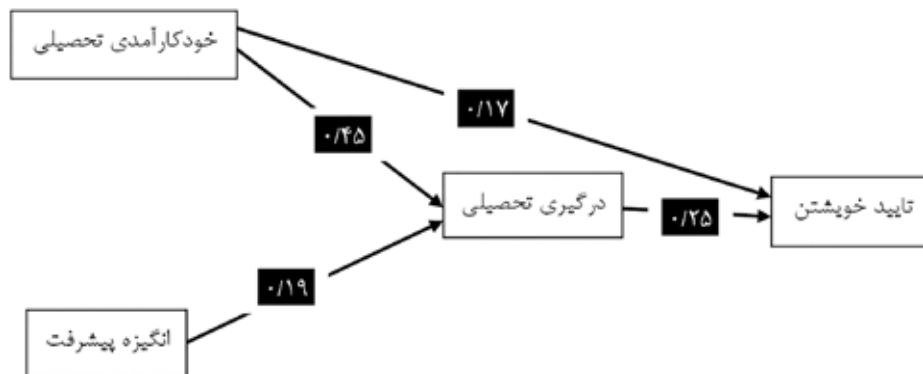 خودکارآمدی تحصیلی
۰/۱۷
۰/۴۵
درگیری تحصیلی
تایید خویشتن
۰/۲۵
۰/۱۹
انگیزه پیشرفت